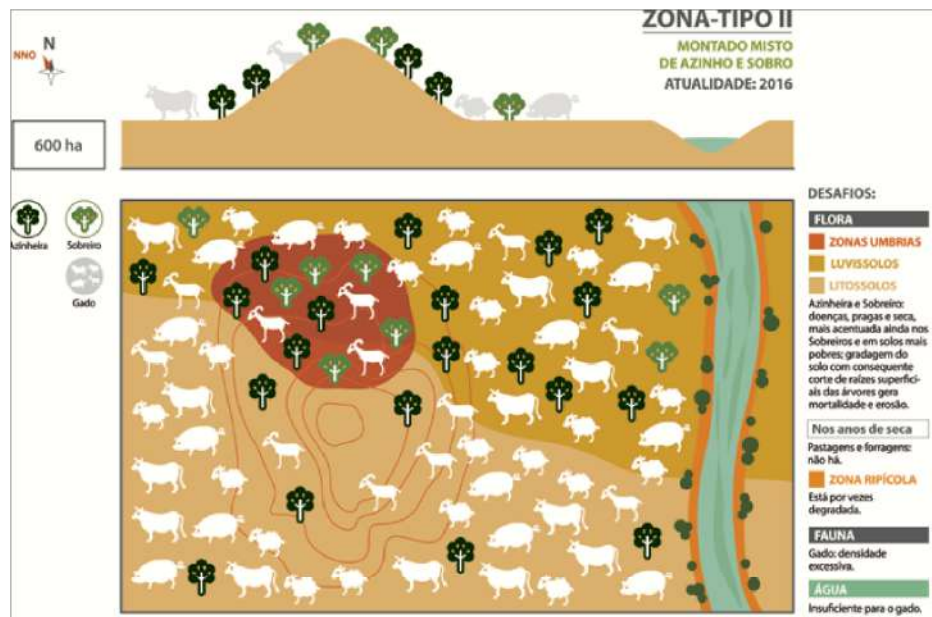 ZONA-TIPO II
MONTADO MISTO
DE AZINHO E SOBRO
ATUALIDADE: 2016
N
NNO
600 ha
Azinheira
Sobreiro
Gado
DESAFIOS:
FLORA
ZONAS UMBRIAS
LUVISSOLOS
LITOSSOLOS
Azinheira e Sobreiro:
doenças, pragas e seca,
mais acentuada ainda nos
Sobreiros e em solos mais
pobres; gradagem do
solo com consequente
corte de raízes superfici-
ais das árvores gera
mortalidade e erosão.
Nos anos de seca
Pastagens e forragens:
não há.
ZONA RIPÍCOLA
Está por vezes
degradada.
FAUNA
Gado: densidade
excessiva.
ÁGUA
Insuficiente para o gado.